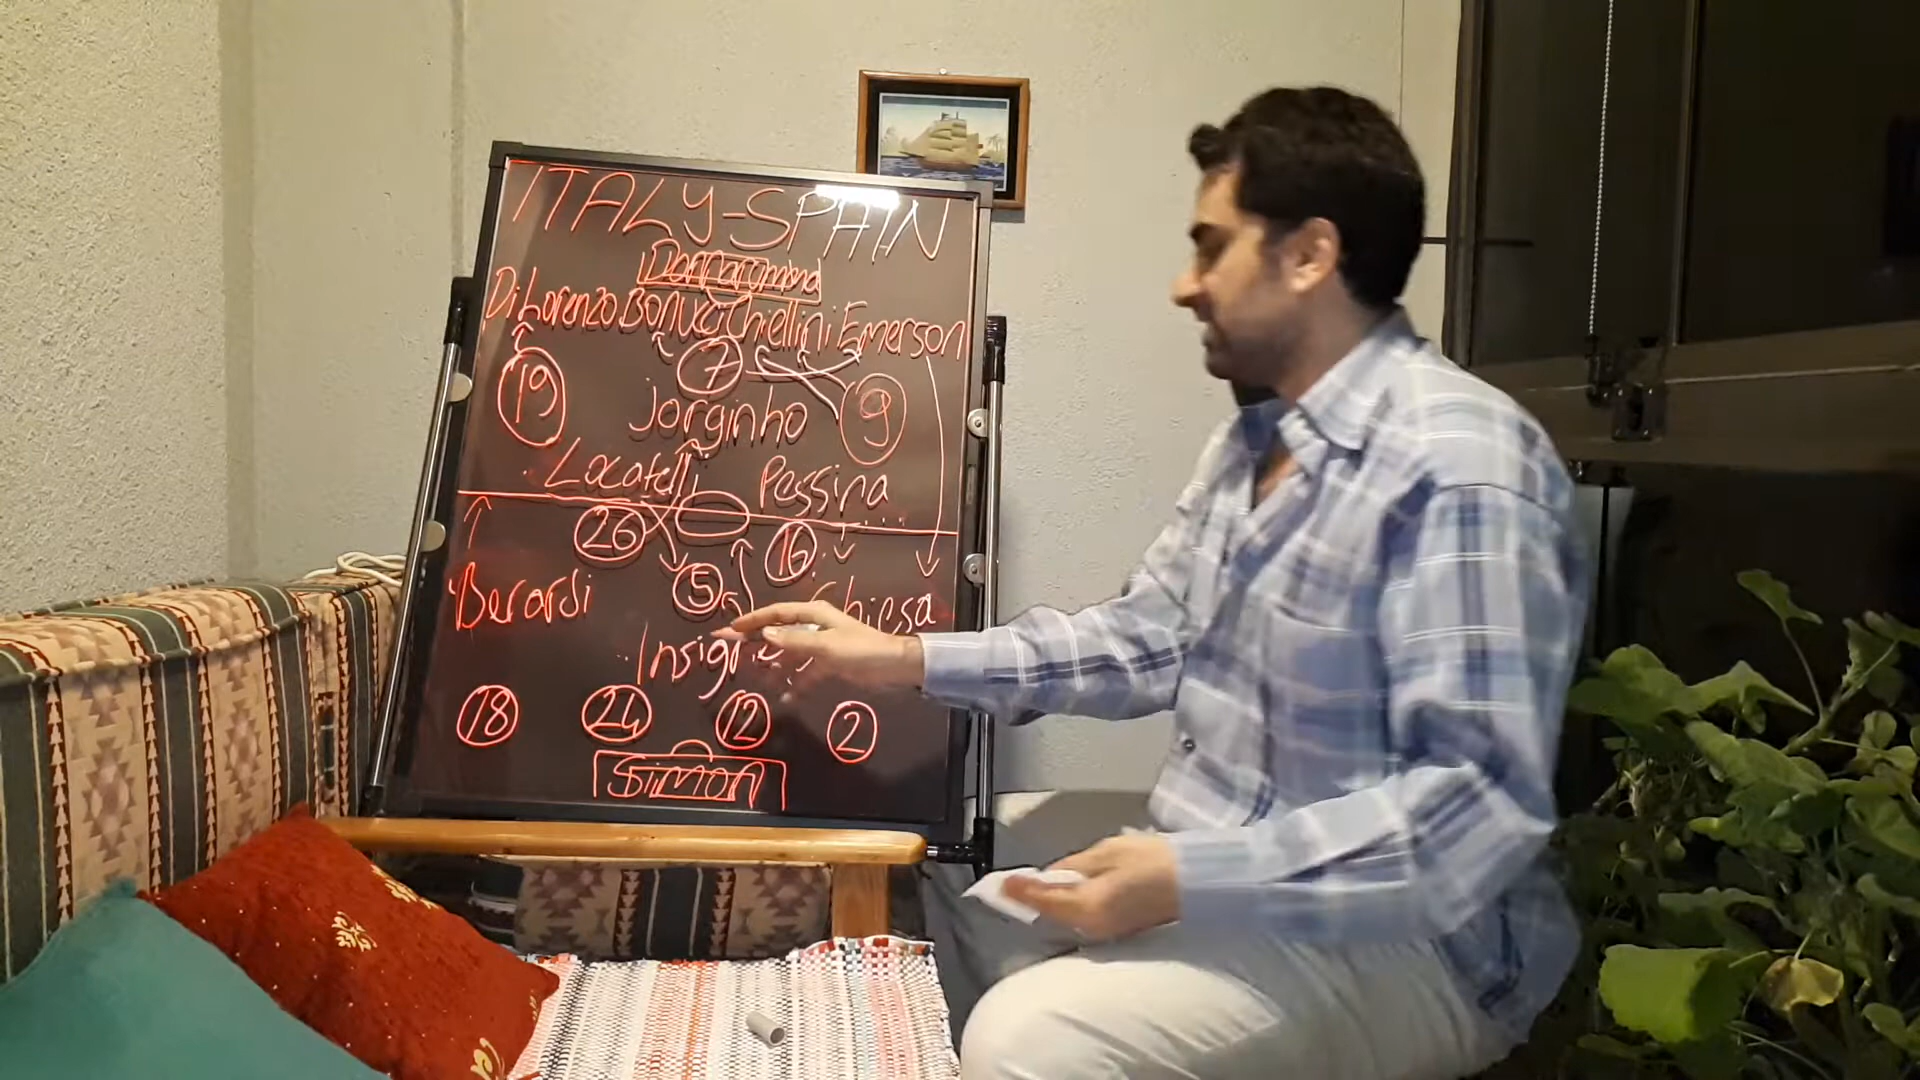 ITALY-SPAIN
Donnarumma
Di Lorenzo Bonucci Chiellini Emerson
7
19 Jorginho 9
Locatelli Pessina
26 16
5
Berardi Chiesa
Insigne
18 24 12 2
Simon